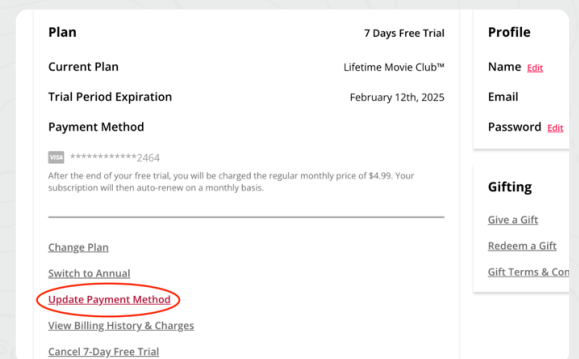 Plan
7 Days Free Trial
Current Plan
Lifetime Movie Club™
Trial Period Expiration
February 12th, 2025
Payment Method
VISA ************2464
After the end of your free trial, you will be charged the regular monthly price of $4.99. Your
subscription will then auto-renew on a monthly basis.
Change Plan
Switch to Annual
Update Payment Method
View Billing History & Charges
Cancel 7-Day Free Trial
Profile
Name Edit
Email
Password Edit
Gifting
Give a Gift
Redeem a Gift
Gift Terms & Con